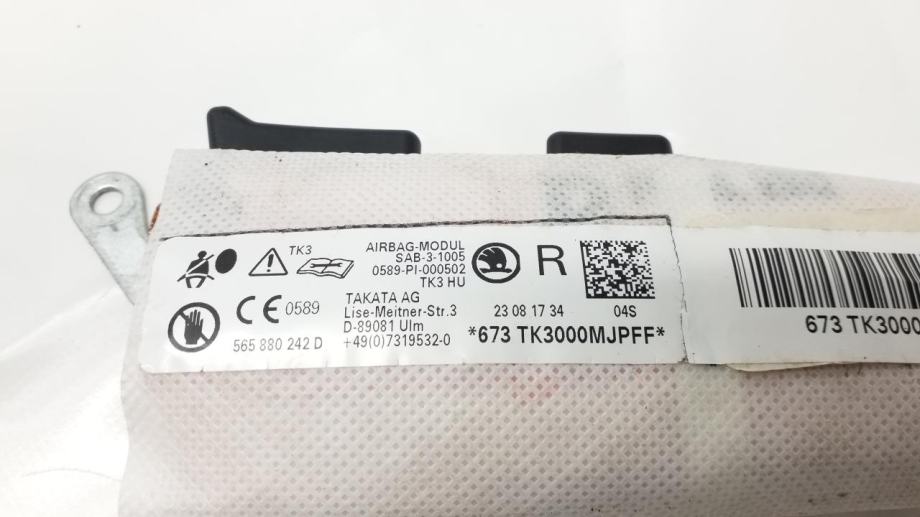 TK3
AIRBAG-MODUL
SAB-3-1005
0589-PI-000502
TK3 HU
R
CE 0589
TAKATA AG
Lise-Meitner-Str.3
D-89081 Ulm
+49(0)7319532-0
565 880 242 D
23 08 17 34
04S
*673 TK3000MJPFF*
673 TK3000